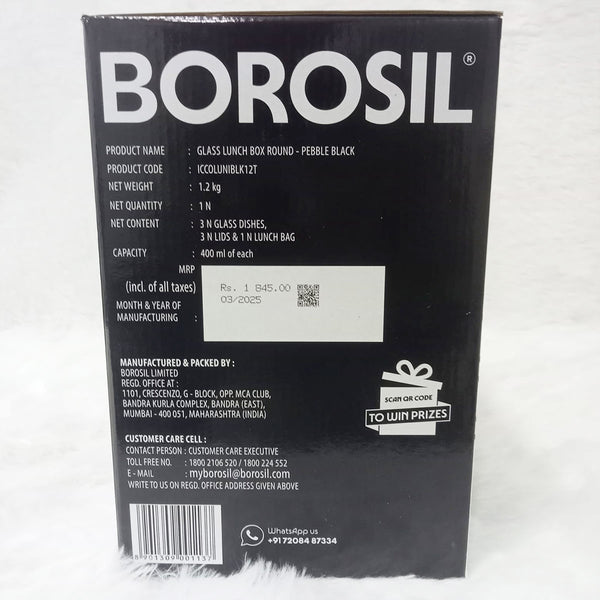 BOROSIL®
PRODUCT NAME : GLASS LUNCH BOX ROUND - PEBBLE BLACK
PRODUCT CODE : ICCOLUNIBLK12T
NET WEIGHT : 1.2 kg
NET QUANTITY : 1 N
NET CONTENT : 3 N GLASS DISHES,
3 N LIDS & 1 N LUNCH BAG
CAPACITY : 400 ml of each
MRP
(incl. of all taxes)
Rs. 1 845.00
03/2025
MONTH & YEAR OF
MANUFACTURING :
MANUFACTURED & PACKED BY :
BOROSIL LIMITED
REGD. OFFICE AT :
1101, CRESCENZO, G - BLOCK, OPP. MCA CLUB,
BANDRA KURLA COMPLEX, BANDRA (EAST),
MUMBAI - 400 051, MAHARASHTRA (INDIA)
SCAN QR CODE
TO WIN PRIZES
CUSTOMER CARE CELL :
CONTACT PERSON : CUSTOMER CARE EXECUTIVE
TOLL FREE NO. : 1800 2106 520 / 1800 224 552
E - MAIL : myborosil@borosil.com
WRITE TO US ON REGD. OFFICE ADDRESS GIVEN ABOVE
8 901309 001137
WhatsApp us
+91 72084 87334